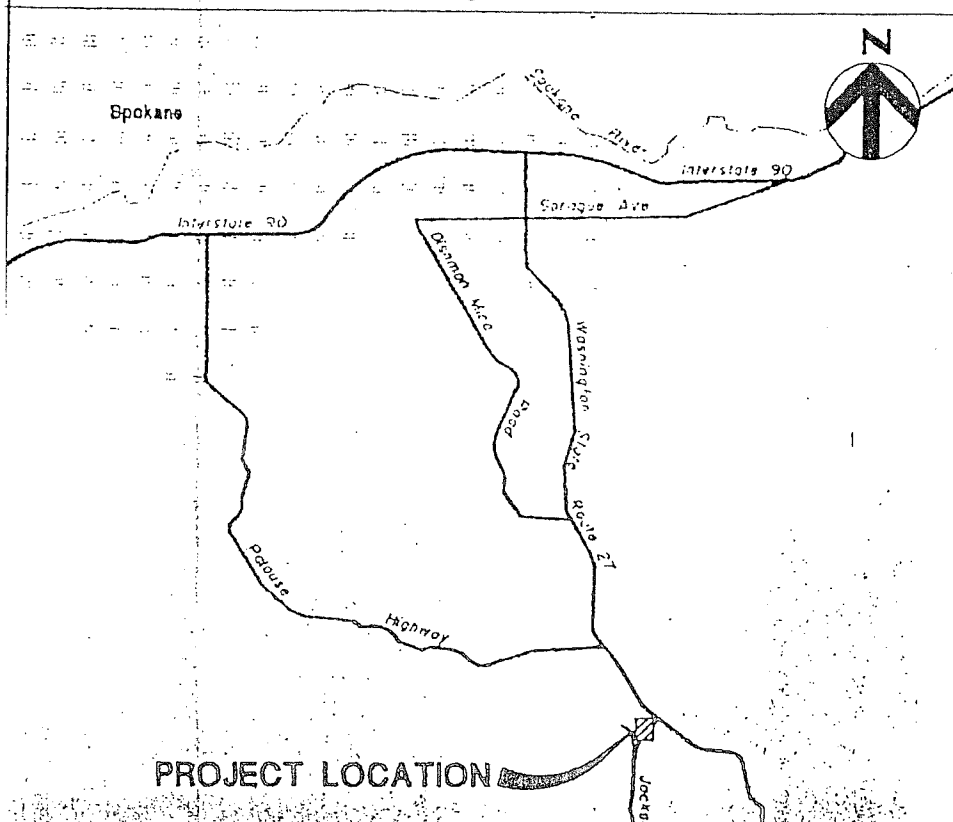 N
Spokane
Spokane River
Interstate 90
Sprague Ave
Interstate 90
Dishman Mica Road
Washington State Route 27
Palouse Highway
PROJECT LOCATION